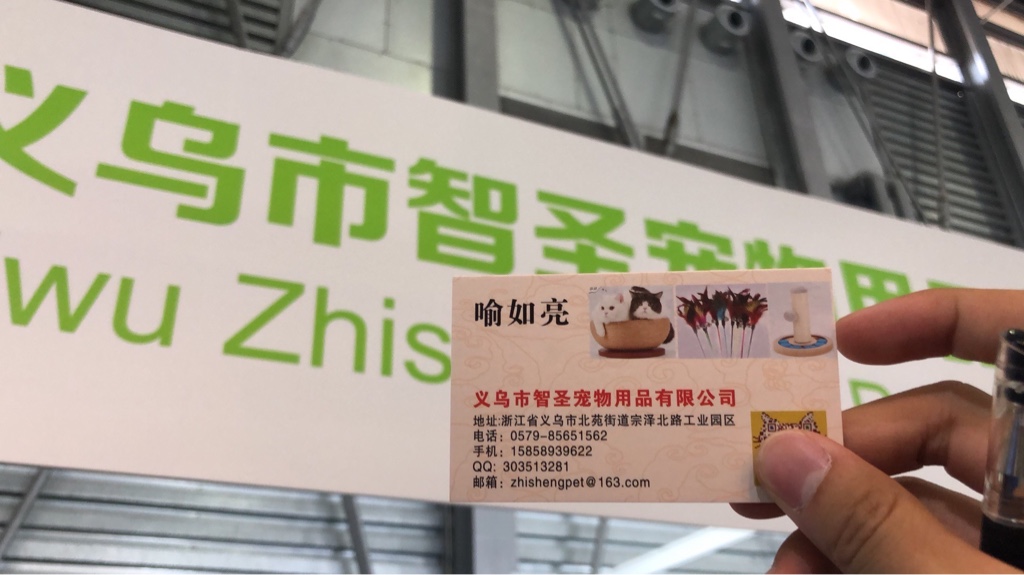 义乌市智圣宠物用
wu Zhis
喻如亮
义乌市智圣宠物用品有限公司
地址:浙江省义乌市北苑街道宗泽北路工业园区
电话：0579-85651562
手机：15858939622
QQ: 303513281
邮箱：zhishengpet@163.com